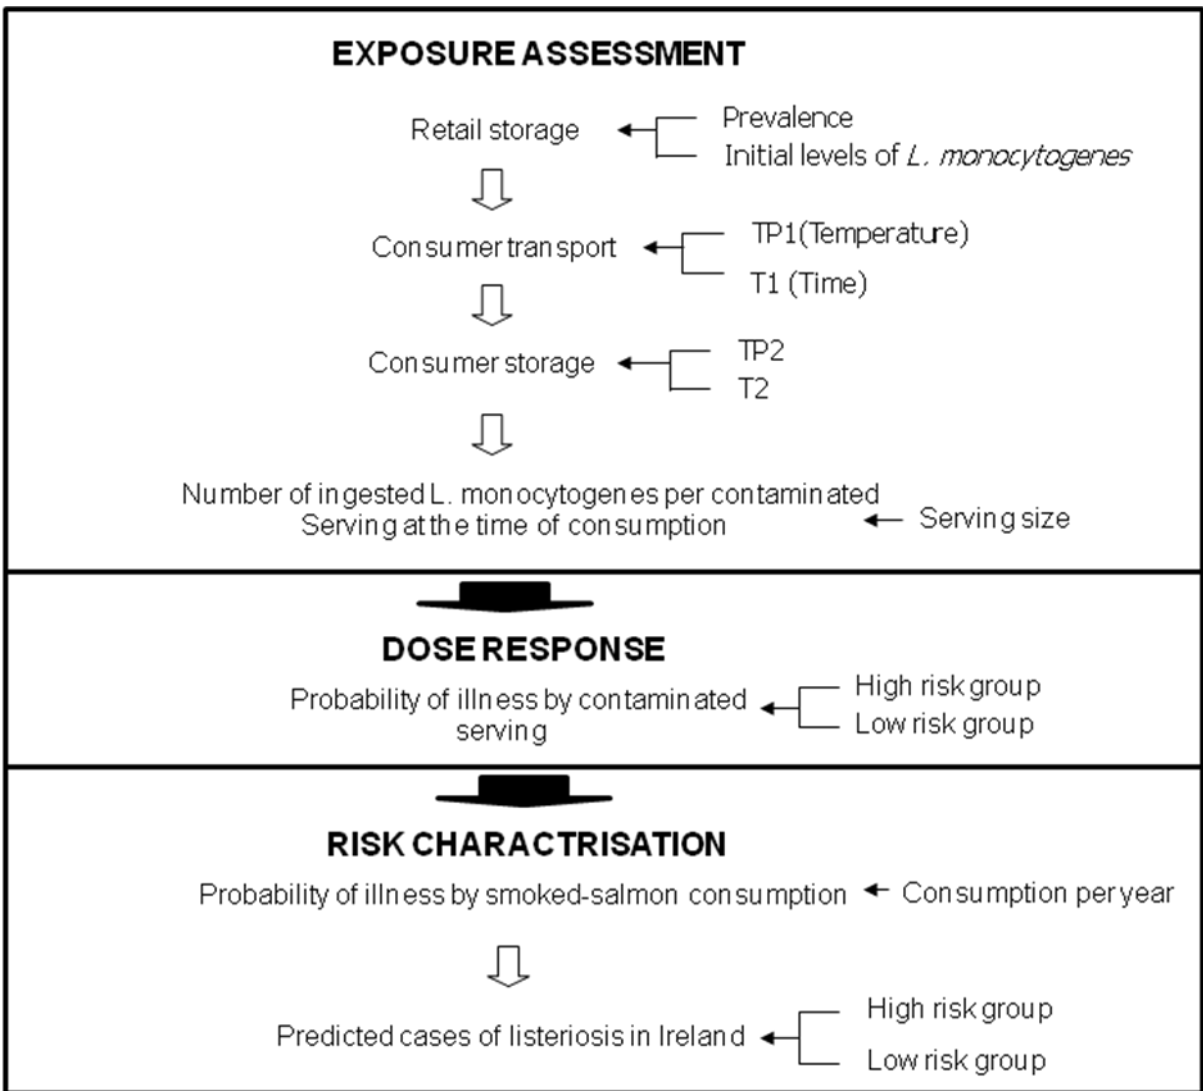 EXPOSURE ASSESSMENT
Retail storage
Prevalence
Initial levels of L. monocytogenes
Consumer transport
TP1(Temperature)
T1 (Time)
Consumer storage
TP2
T2
Number of ingested L. monocytogenes per contaminated
Serving at the time of consumption
Serving size
DOSE RESPONSE
Probability of illness by contaminated
serving
High risk group
Low risk group
RISK CHARACTRISATION
Probability of illness by smoked-salmon consumption
Consumption per year
Predicted cases of listeriosis in Ireland
High risk group
Low risk group